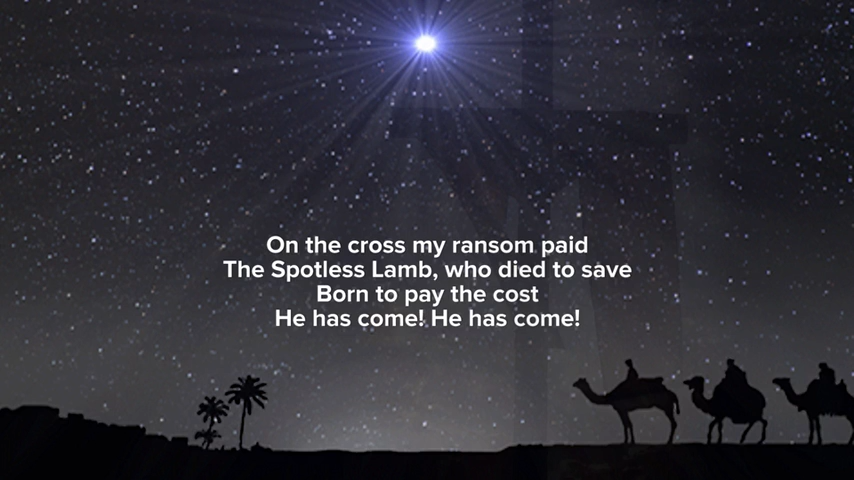 On the cross my ransom paid
The Spotless Lamb, who died to save
Born to pay the cost
He has come! He has come!